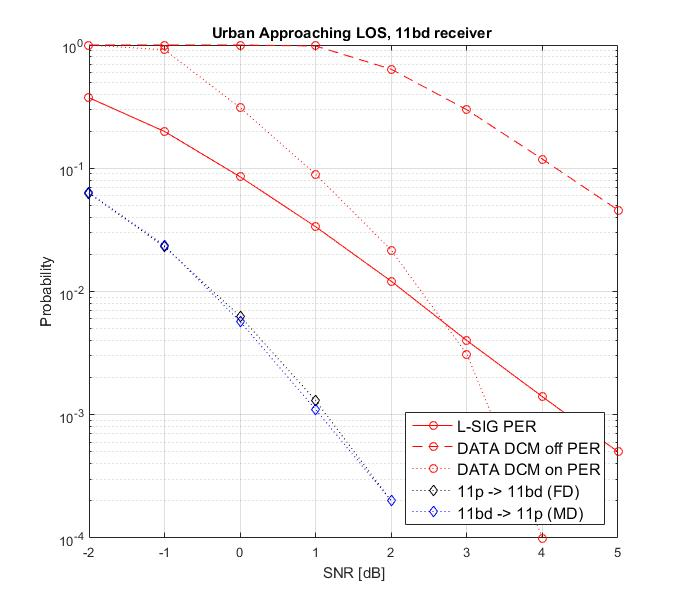 Urban Approaching LOS, 11bd receiver
10^0
10^-1
10^-2
10^-3
10^-4
Probability
-2 -1 0 1 2 3 4 5
SNR [dB]
L-SIG PER
DATA DCM off PER
DATA DCM on PER
11p -> 11bd (FD)
11bd -> 11p (MD)